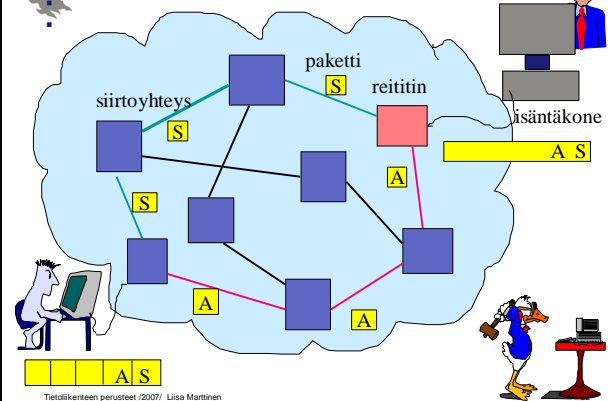 paketti
S
reititin
siirtoyhteys
S
isäntäkone
A S
A
S
A
A
A S
Tietoliikenteen perusteet /2007/ Liisa Marttinen